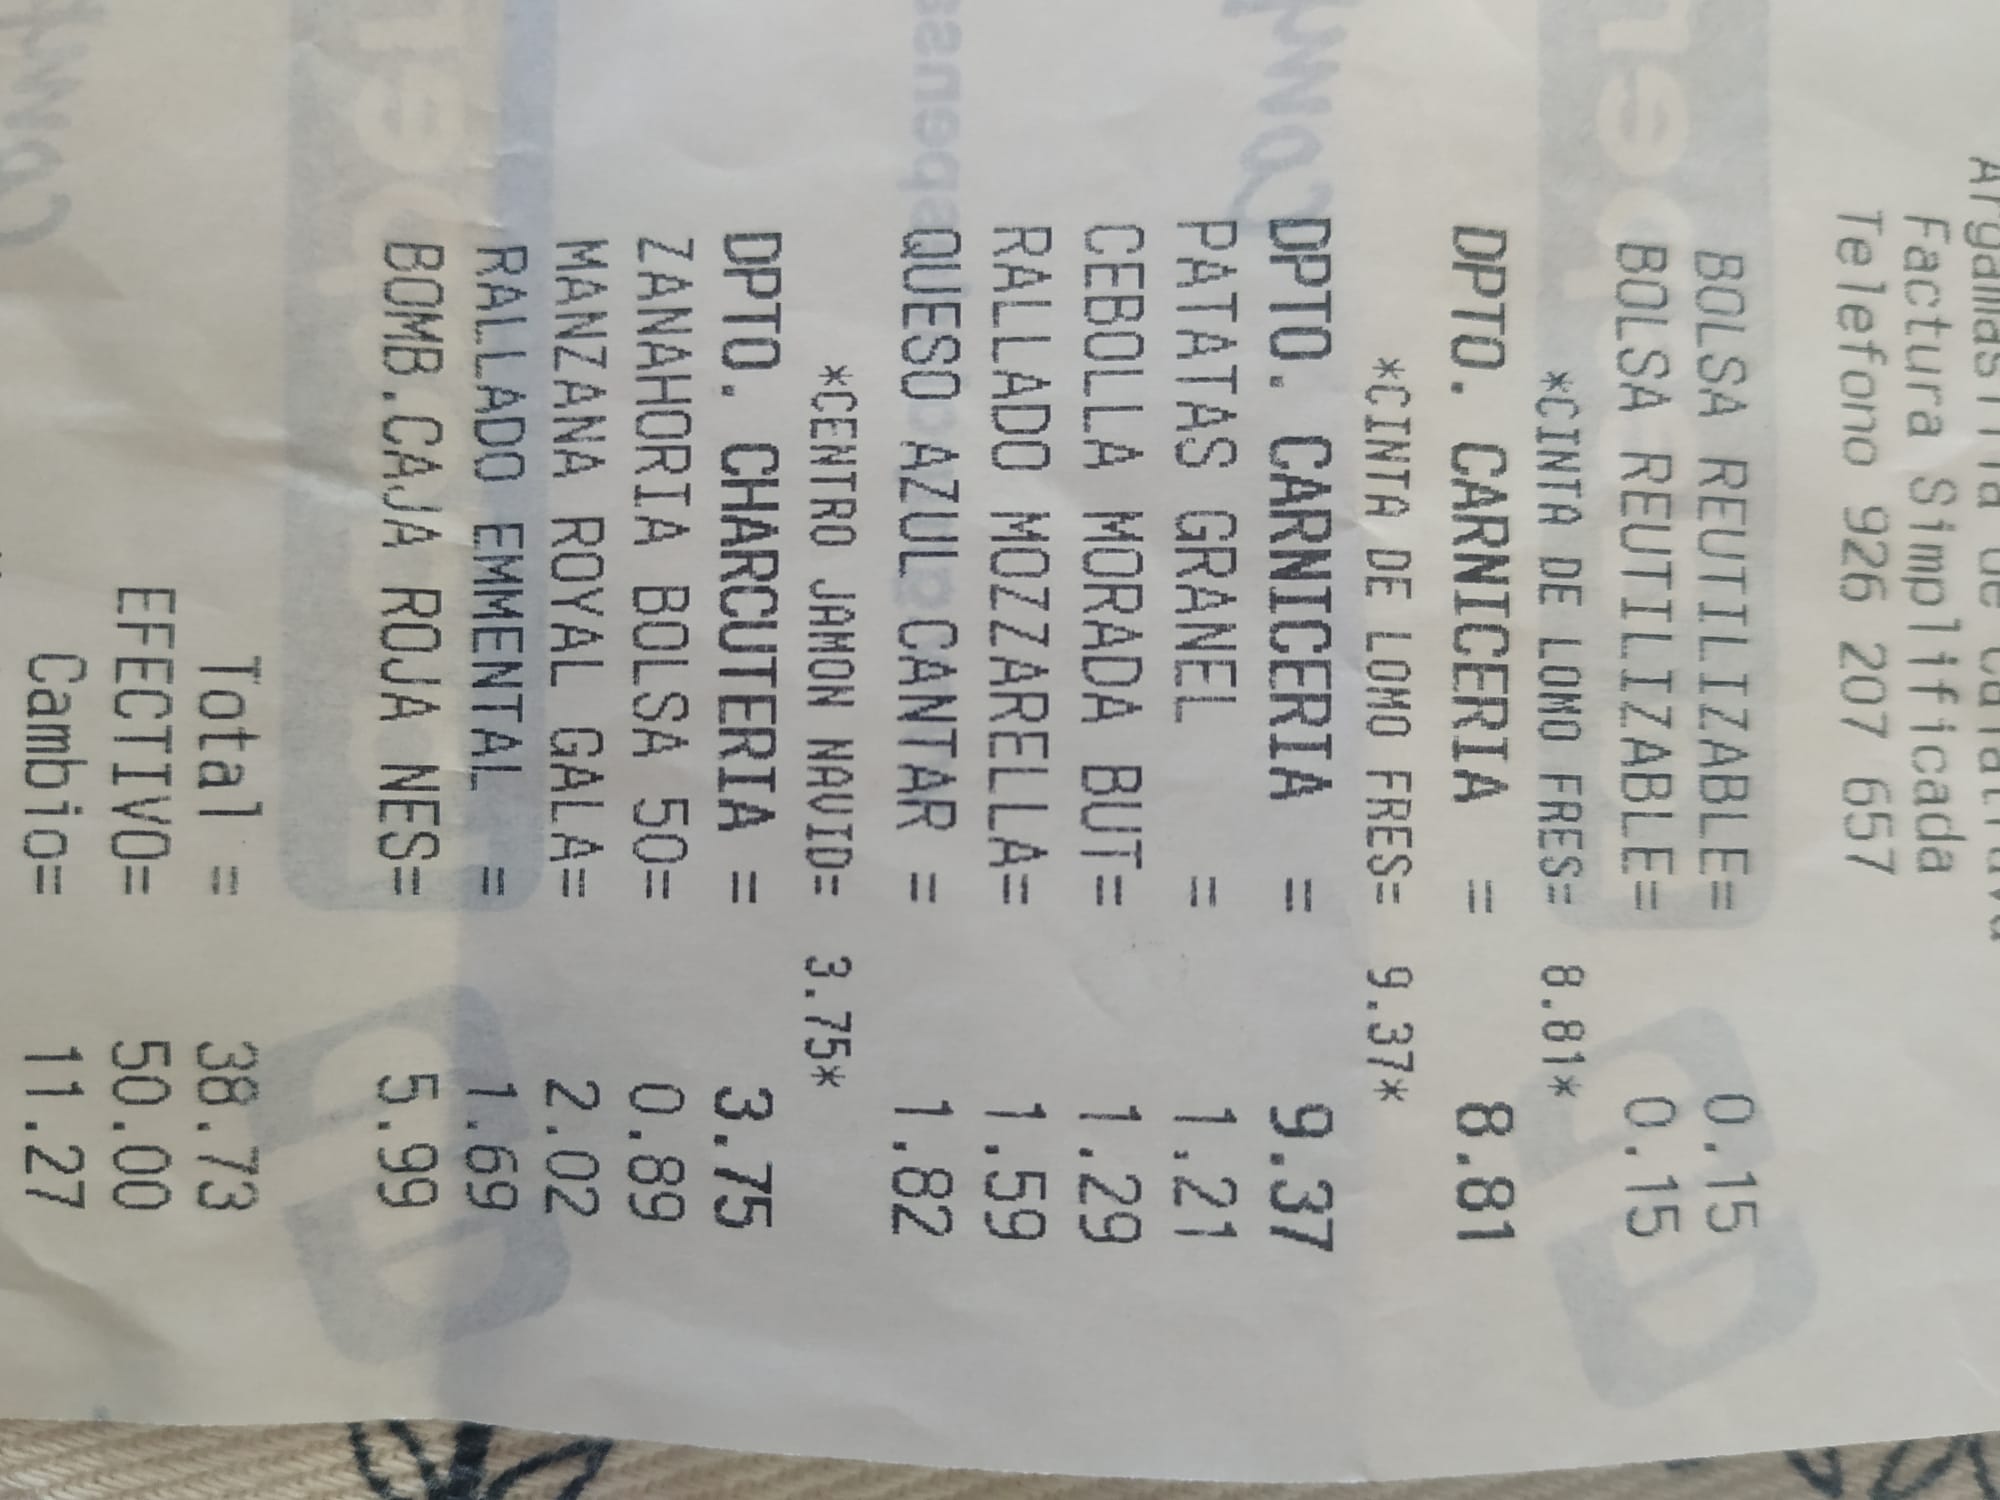 Factura Simplificada
Telefono 926 207 657
BOLSA REUTILIZABLE= 0.15
BOLSA REUTILIZABLE= 0.15
*CINTA DE LOMO FRES= 8.81*
DPTO. CARNICERIA = 8.81
*CINTA DE LOMO FRES= 9.37*
DPTO. CARNICERIA = 9.37
PATATAS GRANEL = 1.21
CEBOLLA MORADA BUT= 1.29
RALLADO MOZZARELLA= 1.59
QUESO AZUL CANTAR = 1.82
*CENTRO JAMON NAVID= 3.75*
DPTO. CHARCUTERIA = 3.75
ZANAHORIA BOLSA 50= 0.89
MANZANA ROYAL GALA= 2.02
RALLADO EMMENTAL = 1.69
BOMB.CAJA ROJA NES= 5.99
Total = 38.73
EFECTIVO= 50.00
Cambio= 11.27